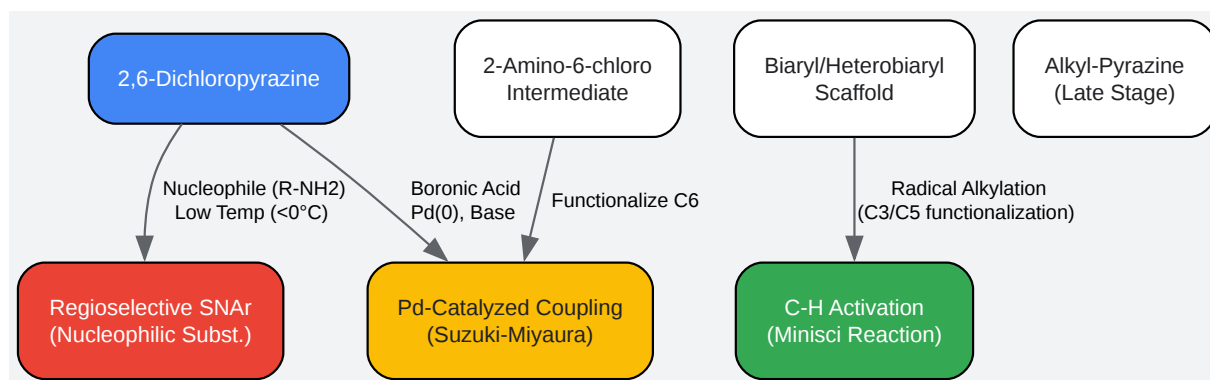 2,6-Dichloropyrazine
2-Amino-6-chloro
Intermediate
Biaryl/Heterobiaryl
Scaffold
Alkyl-Pyrazine
(Late Stage)
Nucleophile (R-NH2)
Low Temp (<0°C)
Boronic Acid
Pd(0), Base
Functionalize C6
Radical Alkylation
(C3/C5 functionalization)
Regioselective SNAr
(Nucleophilic Subst.)
Pd-Catalyzed Coupling
(Suzuki-Miyaura)
C-H Activation
(Minisci Reaction)